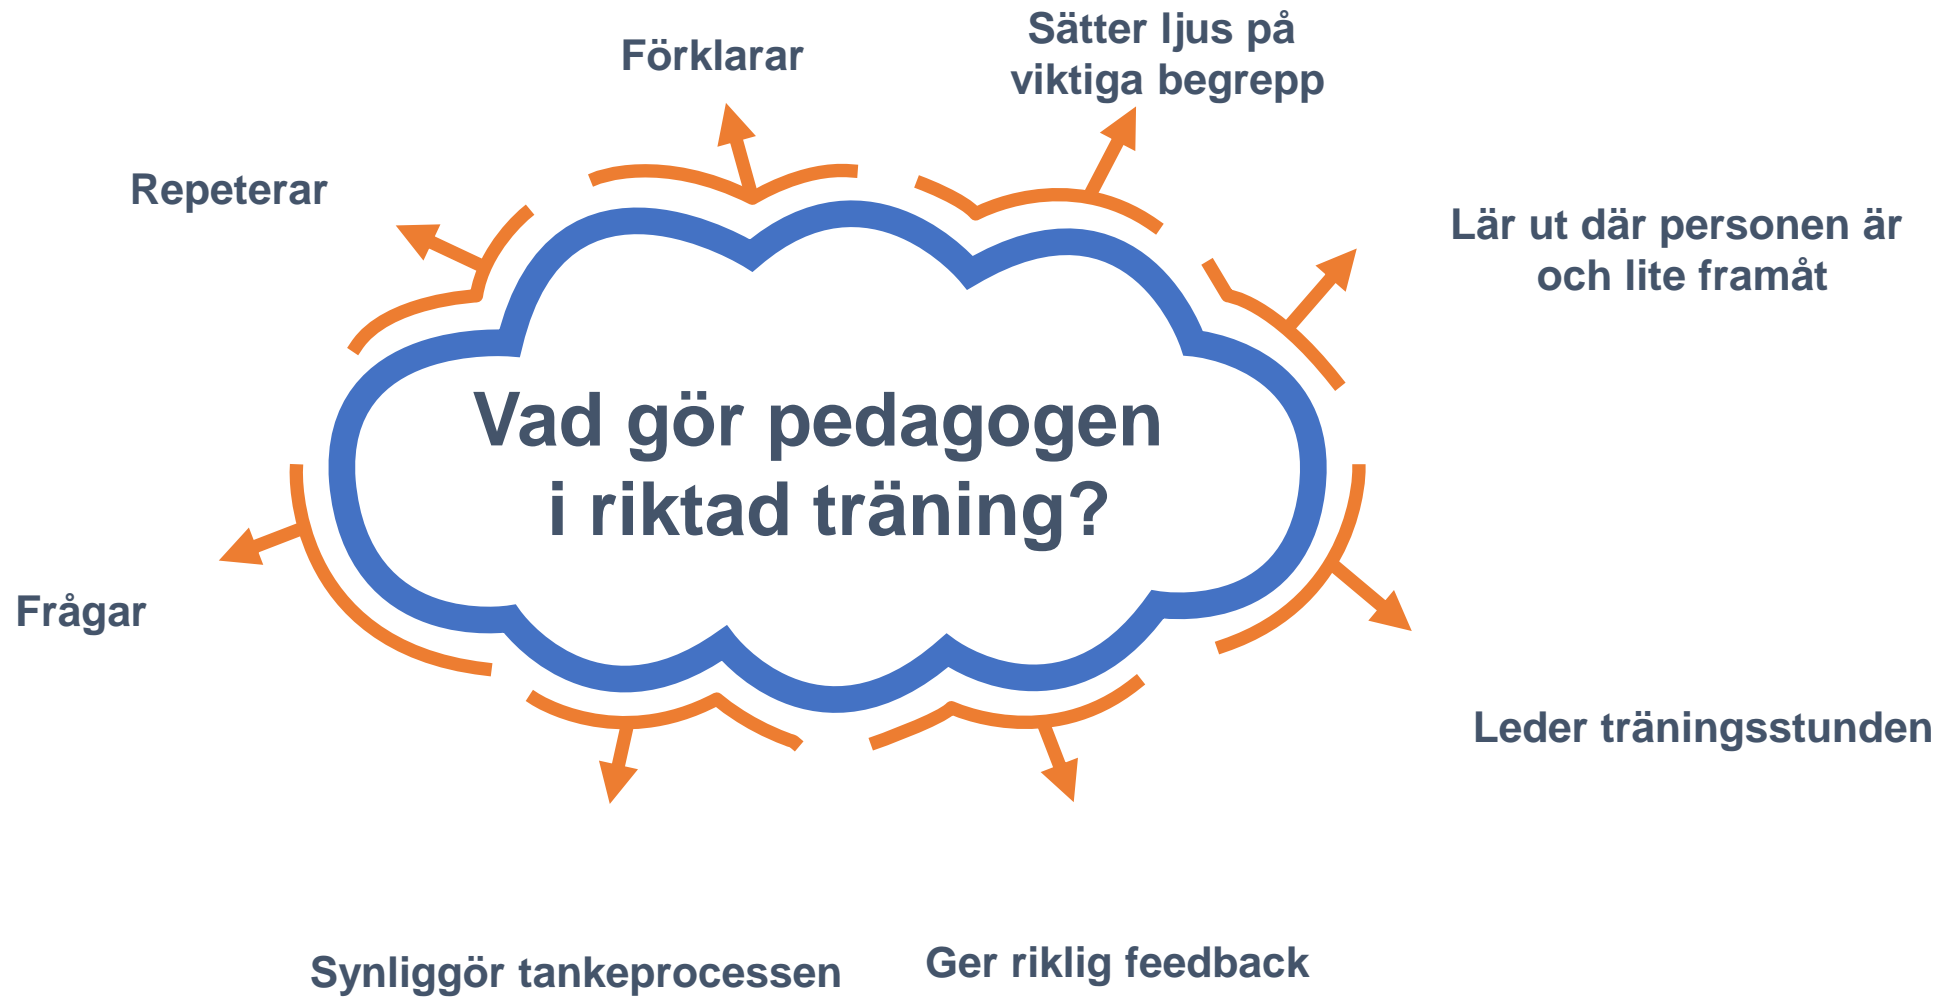 Sätter ljus på
viktiga begrepp
Förklarar
Repeterar
Lär ut där personen är
och lite framåt
Vad gör pedagogen
i riktad träning?
Frågar
Leder träningsstunden
Synliggör tankeprocessen
Ger riklig feedback